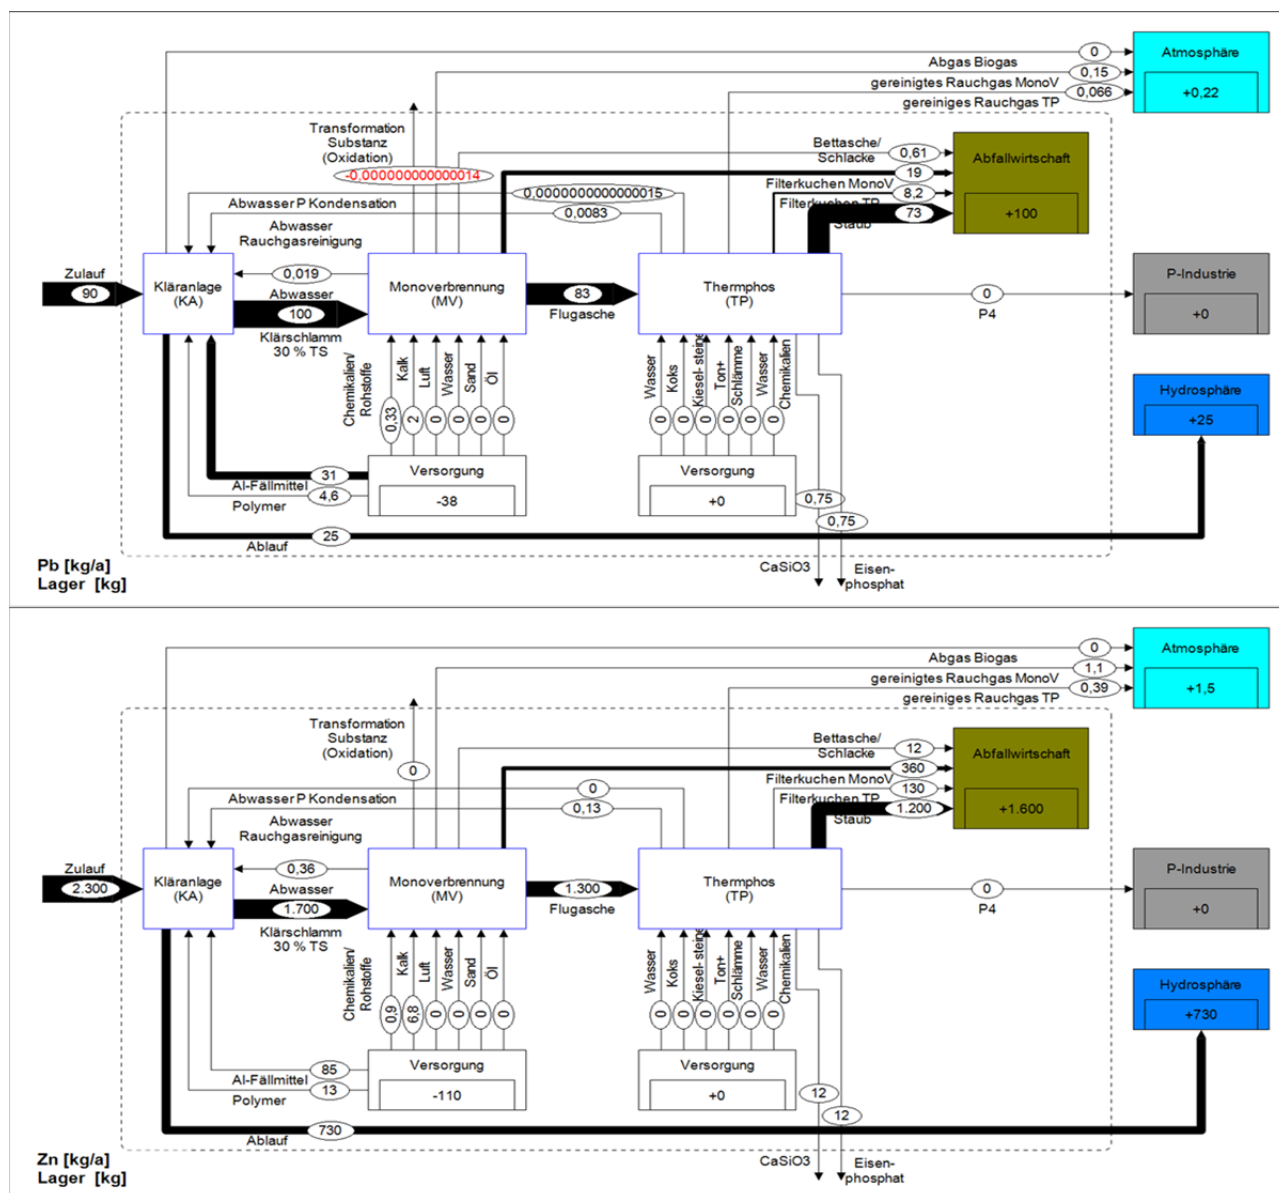 0
Atmosphäre
Abgas Biogas
0,15
gereinigtes Rauchgas MonoV
+0,22
0,066
gereiniges Rauchgas TP
Transformation
Substanz
(Oxidation)
Bettasche/
Schlacke
0,61
Abfallwirtschaft
-0,000000000000014
19
0,0000000000000015
Filterkuchen MonoV
8,2
Abwasser P Kondensation
0,0083
Filterkuchen TP
73
Staub
+100
Abwasser
Rauchgasreinigung
Zulauf
90
Kläranlage
(KA)
0,019
Abwasser
100
Klärschlamm
30 % TS
Monoverbrennung
(MV)
83
Flugasche
Thermphos
(TP)
0
P4
P-Industrie
+0
Chemikalien/
Rohstoffe
Kalk
Luft
Wasser
Sand
Öl
Wasser
Koks
Kiesel- steine
Ton+
Schlämme
Wasser
Chemikalien
Hydrosphäre
+25
0,33
2
0
0
0
0
0
0
0
0
0
0
31
Al-Fällmittel
4,6
Polymer
Versorgung
-38
Versorgung
+0
0,75
0,75
25
Ablauf
Pb [kg/a]
Lager [kg]
CaSiO3
Eisen-
phosphat
0
Atmosphäre
Abgas Biogas
1,1
gereinigtes Rauchgas MonoV
+1,5
0,39
gereiniges Rauchgas TP
Transformation
Substanz
(Oxidation)
Bettasche/
Schlacke
12
Abfallwirtschaft
0
360
0
Filterkuchen MonoV
130
Abwasser P Kondensation
0,13
Filterkuchen TP
1.200
Staub
+1.600
Abwasser
Rauchgasreinigung
Zulauf
2.300
Kläranlage
(KA)
0,36
Abwasser
1.700
Klärschlamm
30 % TS
Monoverbrennung
(MV)
1.300
Flugasche
Thermphos
(TP)
0
P4
P-Industrie
+0
Chemikalien/
Rohstoffe
Kalk
Luft
Wasser
Sand
Öl
Wasser
Koks
Kiesel- steine
Ton+
Schlämme
Wasser
Chemikalien
Hydrosphäre
+730
0,9
6,8
0
0
0
0
0
0
0
0
0
0
85
Al-Fällmittel
13
Polymer
Versorgung
-110
Versorgung
+0
12
12
730
Ablauf
Zn [kg/a]
Lager [kg]
CaSiO3
Eisen-
phosphat